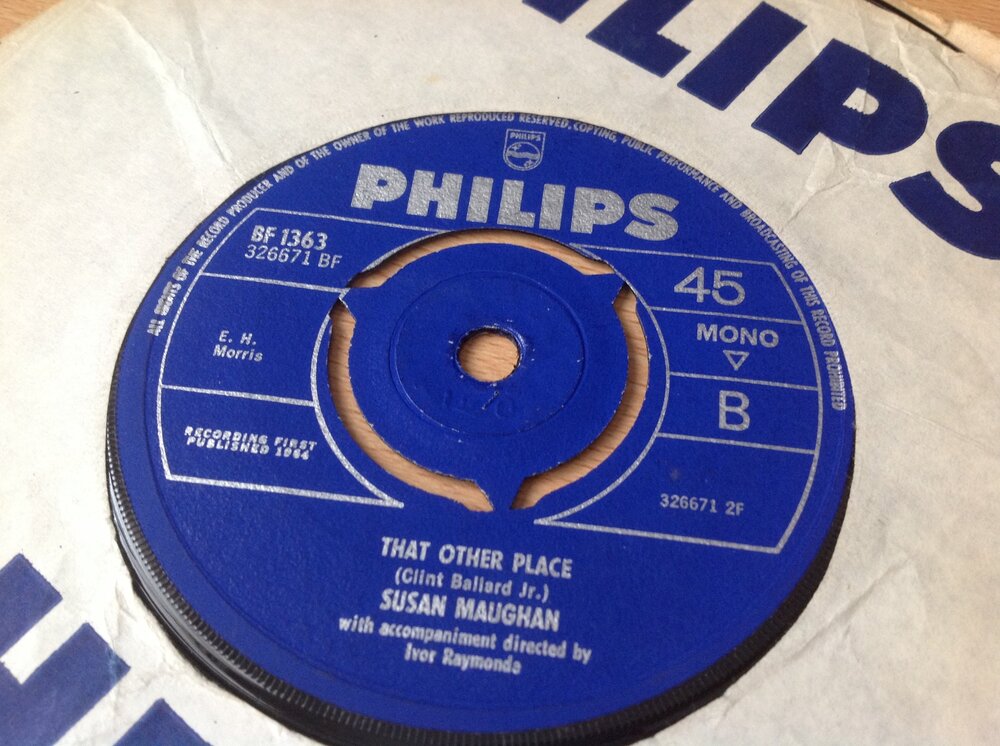 ILIPS
ALL RIGHTS OF THE RECORD PRODUCER AND OF THE OWNER OF THE WORK REPRODUCED RESERVED. COPYING, PUBLIC PERFORMANCE AND BROADCASTING OF THIS RECORD PROHIBITED
PHILIPS
PHILIPS
BF 1363
326671 BF
45
E. H.
Morris
MONO
B
RECORDING FIRST
PUBLISHED 1964
326671 2F
THAT OTHER PLACE
(Clint Ballard Jr.)
SUSAN MAUGHAN
with accompaniment directed by
Ivor Raymonde